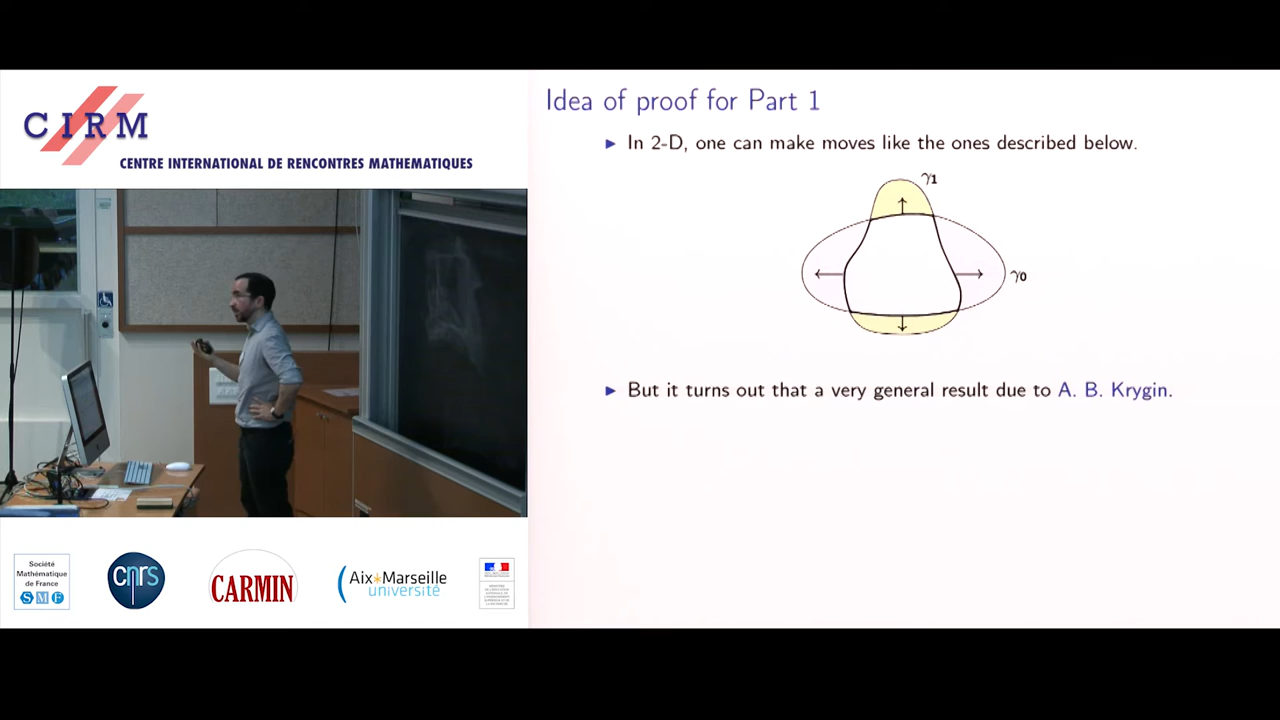 CIRM
CENTRE INTERNATIONAL DE RENCONTRES MATHEMATIQUES
Idea of proof for Part 1
▶ In 2-D, one can make moves like the ones described below.
γ1
γ0
▶ But it turns out that a very general result due to A. B. Krygin.
Société
Mathématique
de France
SMF
cnrs
CARMIN
Aix*Marseille
université